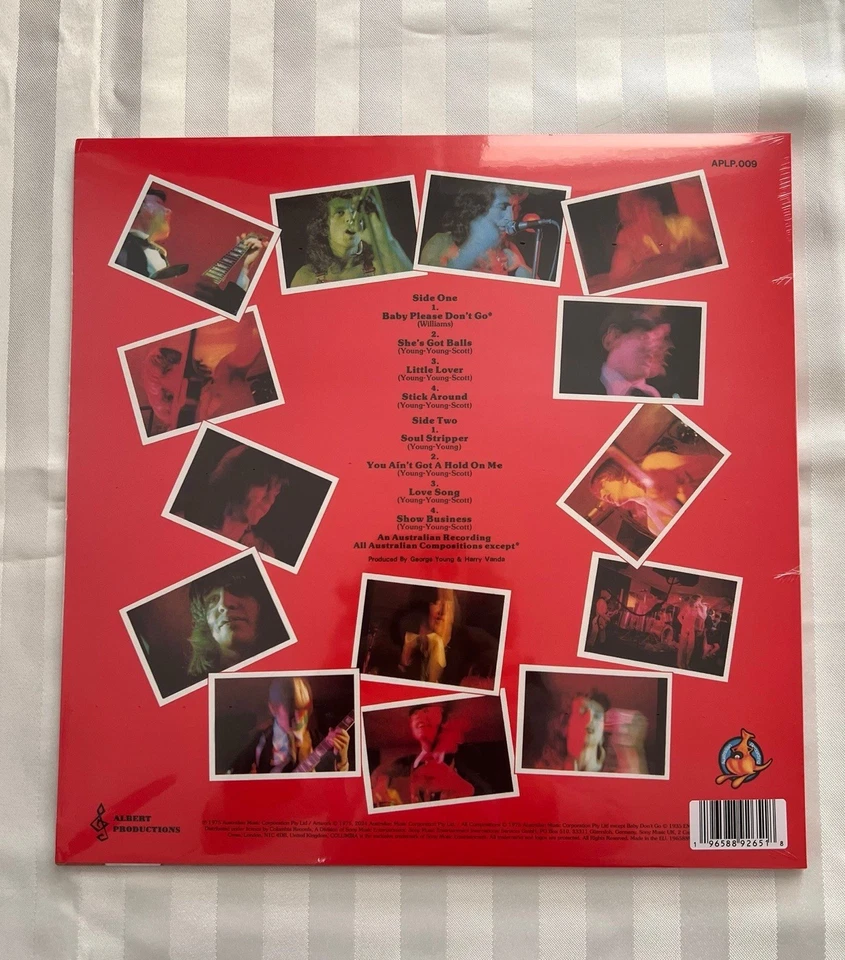 APLP.009
Side One
1.
Baby Please Don't Go*
(Williams)
2.
She's Got Balls
(Young-Young-Scott)
3.
Little Lover
(Young-Young-Scott)
4.
Stick Around
(Young-Young-Scott)
Side Two
1.
Soul Stripper
(Young-Young)
2.
You Ain't Got A Hold On Me
(Young-Young-Scott)
3.
Love Song
(Young-Young-Scott)
4.
Show Business
(Young-Young-Scott)
An Australian Recording
All Australian Compositions except*
Produced By George Young & Harry Vanda
ALBERT
PRODUCTIONS
1 96588 92651 8